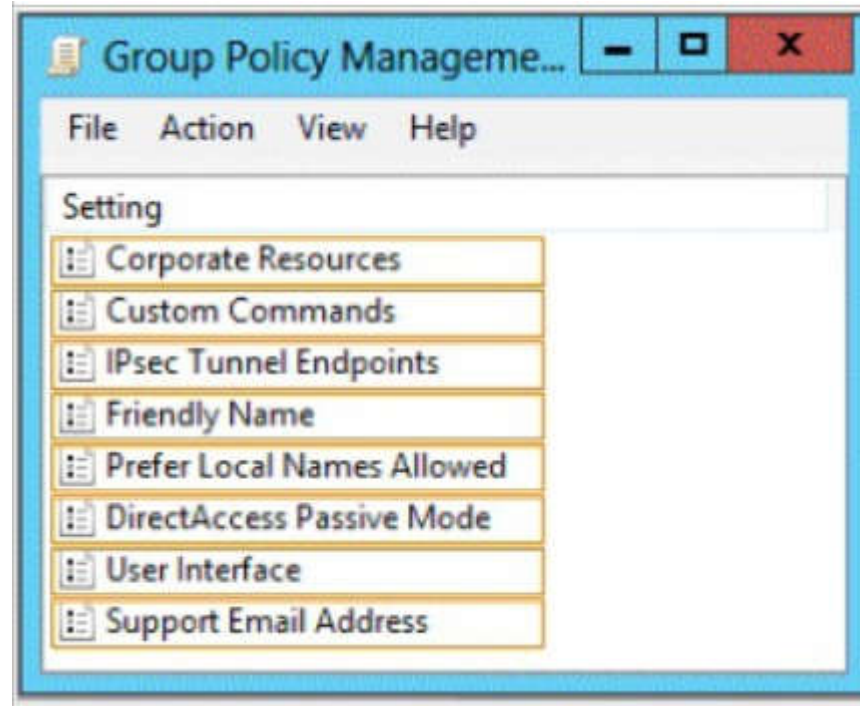 Group Policy Manageme...
File Action View Help
Setting
Corporate Resources
Custom Commands
IPsec Tunnel Endpoints
Friendly Name
Prefer Local Names Allowed
DirectAccess Passive Mode
User Interface
Support Email Address